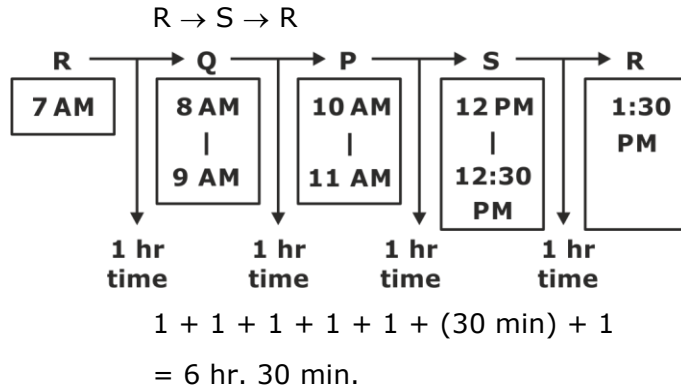 R → S → R
R → Q → P → S → R
7 AM 8 AM 10 AM 12 PM 1:30
| | | PM
9 AM 11 AM 12:30
PM
1 hr 1 hr 1 hr 1 hr
time time time time
1 + 1 + 1 + 1 + 1 + (30 min) + 1
= 6 hr. 30 min.